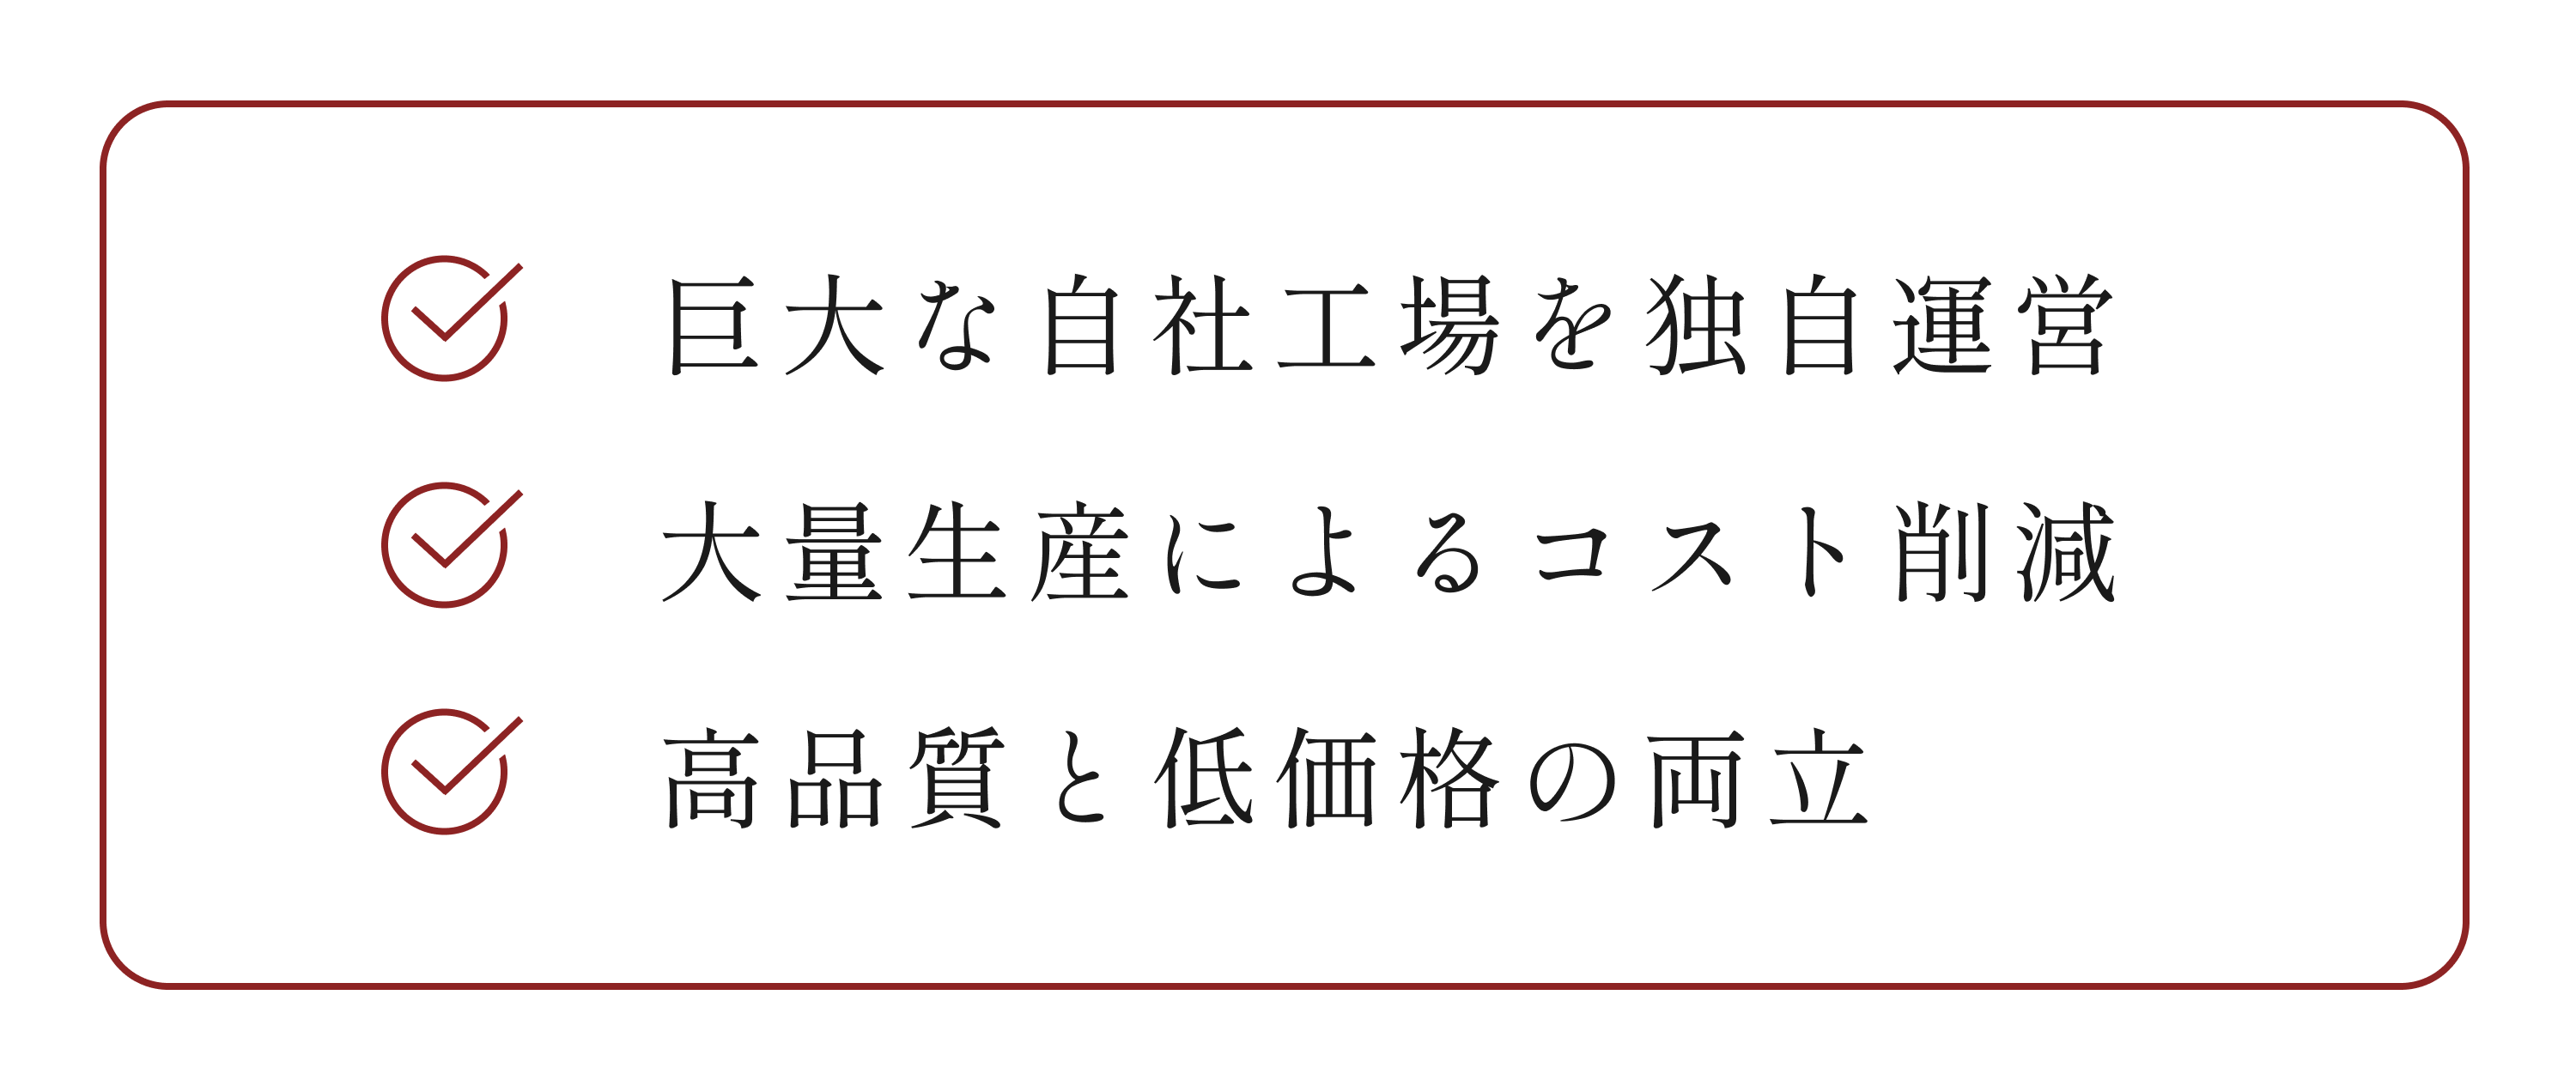 巨大な自社工場を独自運営
大量生産によるコスト削減
高品質と低価格の両立